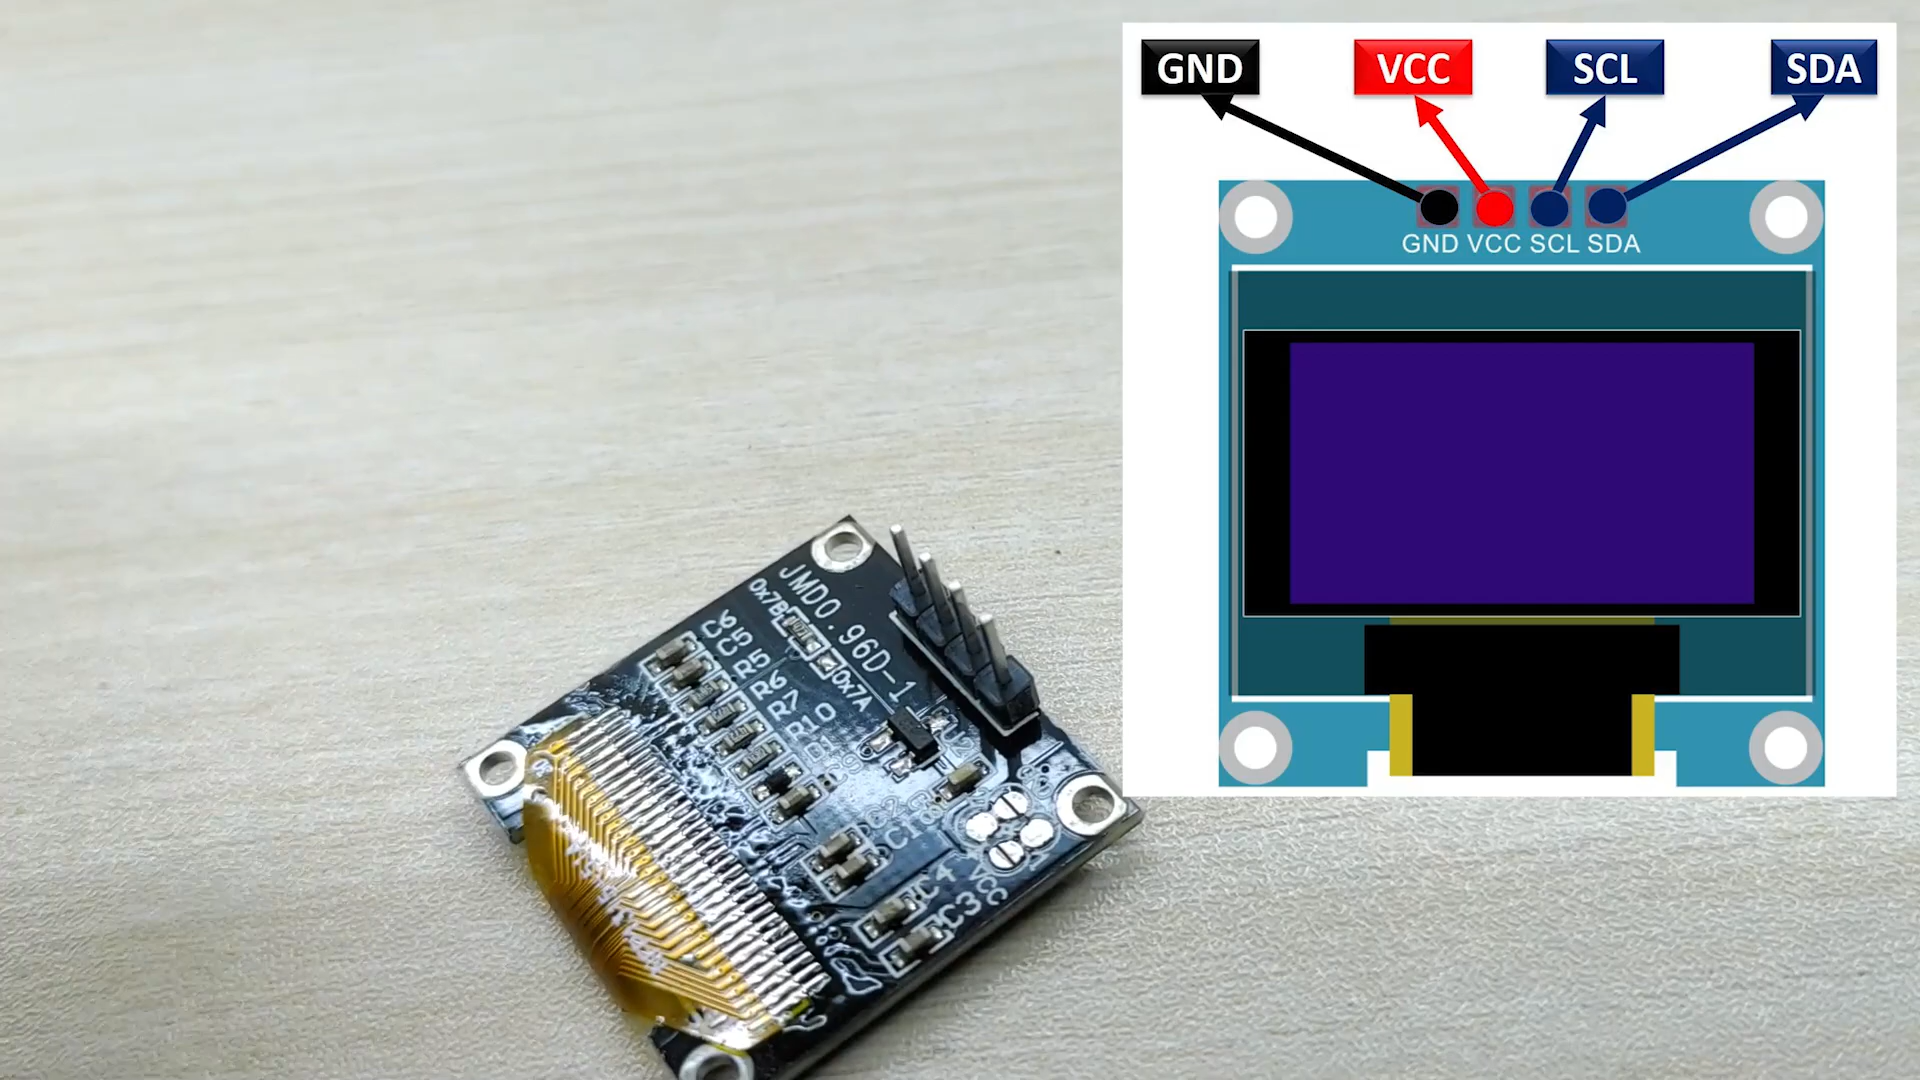 GND VCC SCL SDA
GND VCC SCL SDA
JMD0.96D-1
0x7B
0x7A
C6
C5
R5
R6
R7
R10
C4
C3
VCC